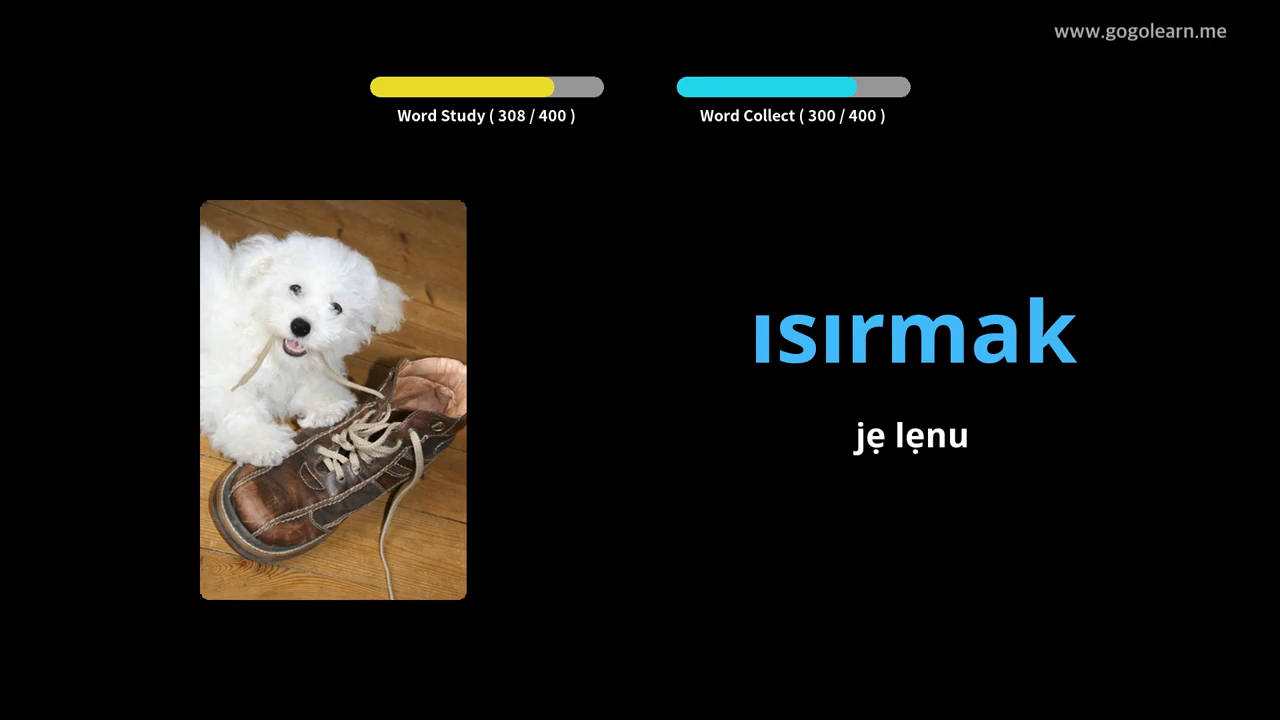 www.gogolearn.me
Word Study ( 308 / 400 )
Word Collect ( 300 / 400 )
ısırmak
jẹ lẹnu